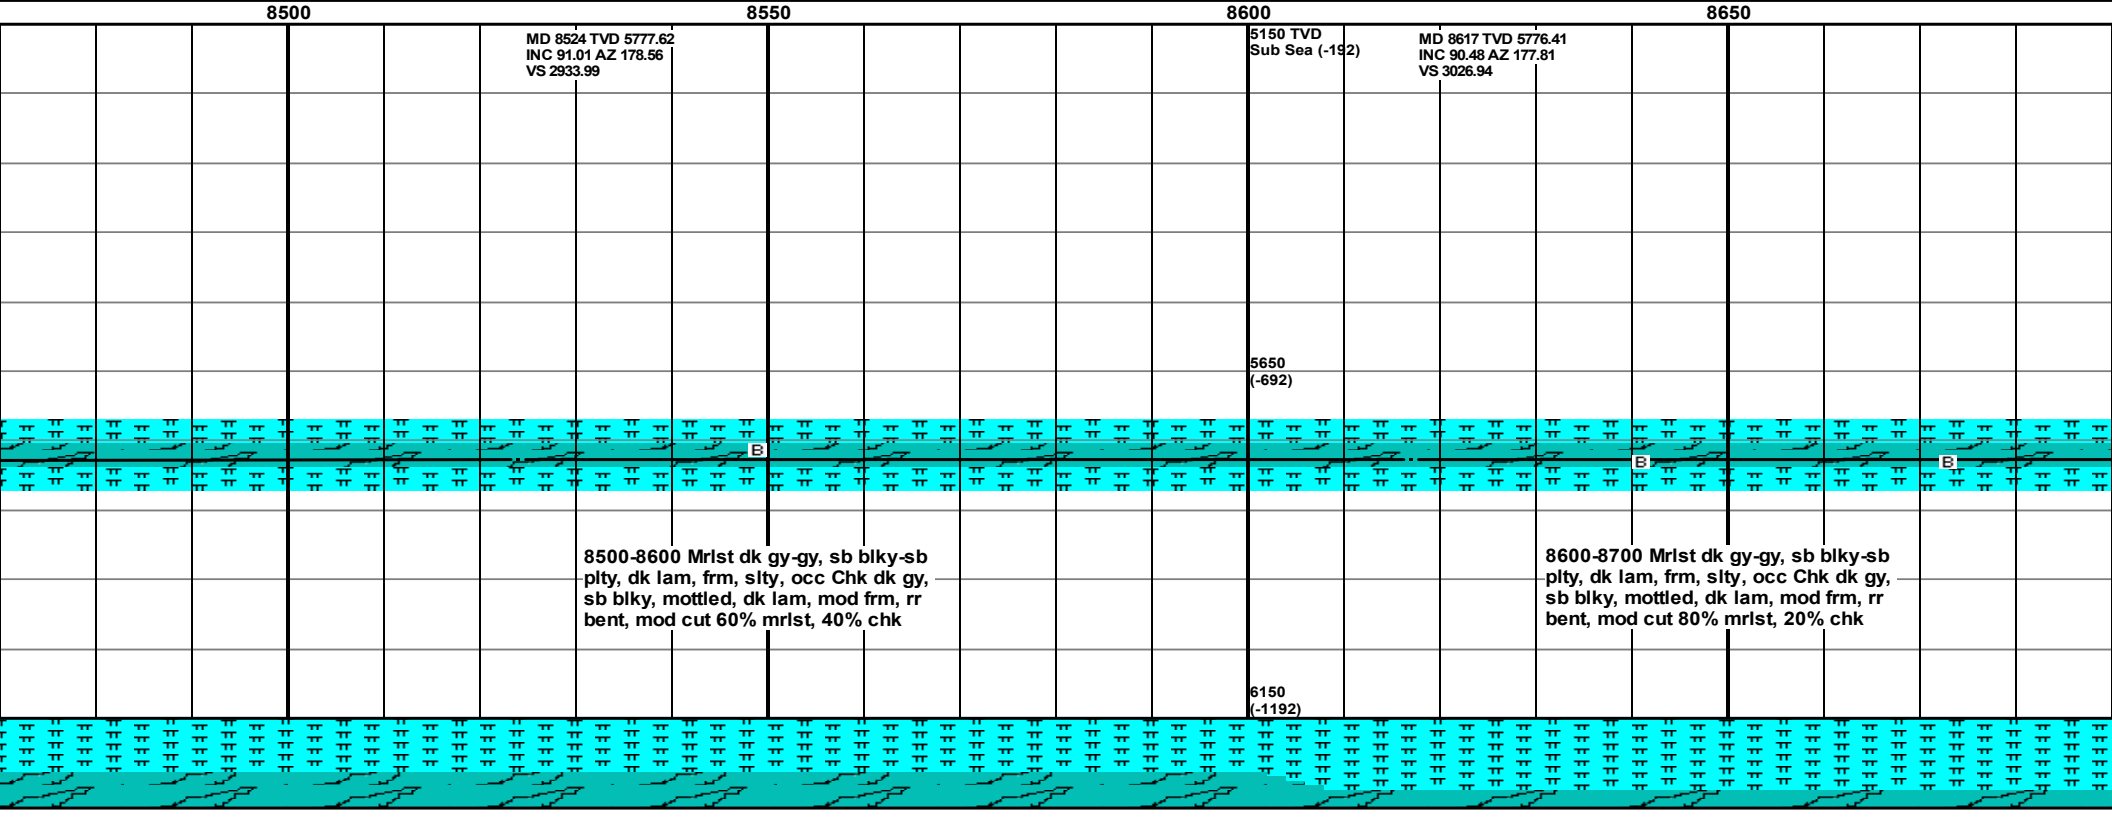 8500 8550 8600 8650
MD 8524 TVD 5777.62
INC 91.01 AZ 178.56
VS 2933.99
5150 TVD
Sub Sea (-192)
MD 8617 TVD 5776.41
INC 90.48 AZ 177.81
VS 3026.94
5650
(-692)
B
B
B
8500-8600 Mrlst dk gy-gy, sb blky-sb
plty, dk lam, frm, slty, occ Chk dk gy,
sb blky, mottled, dk lam, mod frm, rr
bent, mod cut 60% mrlst, 40% chk
8600-8700 Mrlst dk gy-gy, sb blky-sb
plty, dk lam, frm, slty, occ Chk dk gy,
sb blky, mottled, dk lam, mod frm, rr
bent, mod cut 80% mrlst, 20% chk
6150
(-1192)